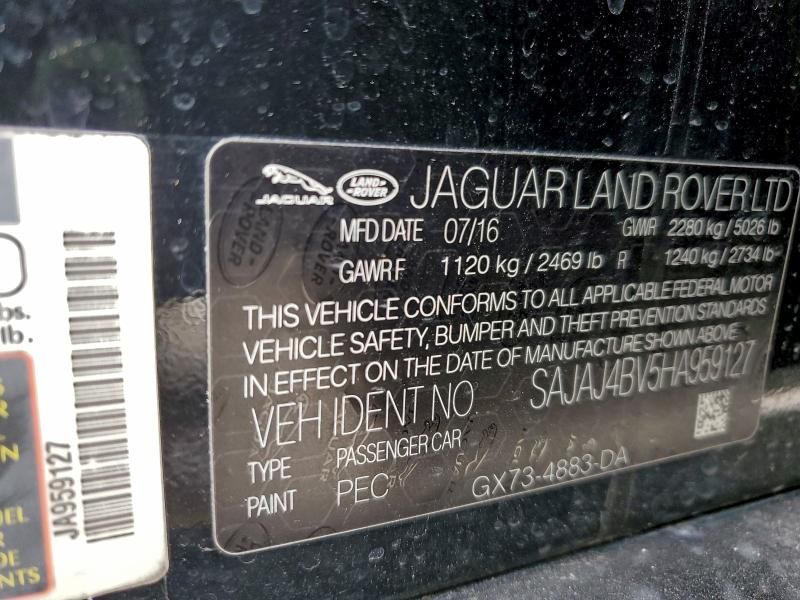 JAGUAR LAND-ROVER JAGUAR LAND ROVER LTD
MFD DATE 07/16 GVWR 2280 kg / 5026 lb
GAWR F 1120 kg / 2469 lb R 1240 kg / 2734 lb
THIS VEHICLE CONFORMS TO ALL APPLICABLE FEDERAL MOTOR
VEHICLE SAFETY, BUMPER AND THEFT PREVENTION STANDARDS
IN EFFECT ON THE DATE OF MANUFACTURE SHOWN ABOVE.
VEH IDENT NO SAJAJ4BV5HA959127
TYPE PASSENGER CAR
PAINT PEC GX73-4883-DA
JA959127
lb.